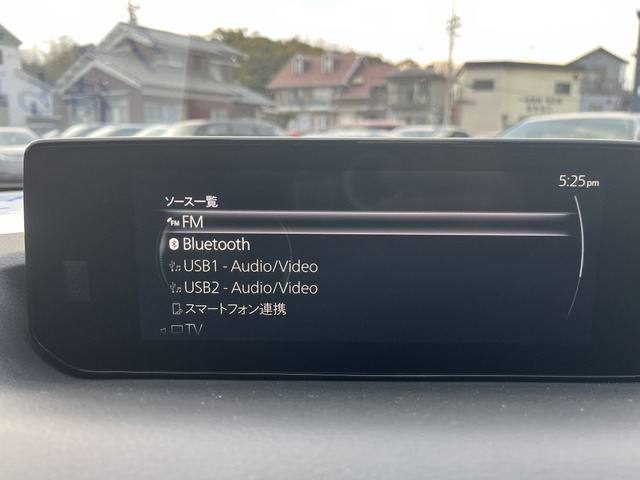 5:25pm
ソース一覧
FM
Bluetooth
USB1 - Audio/Video
USB2 - Audio/Video
スマートフォン連携
TV